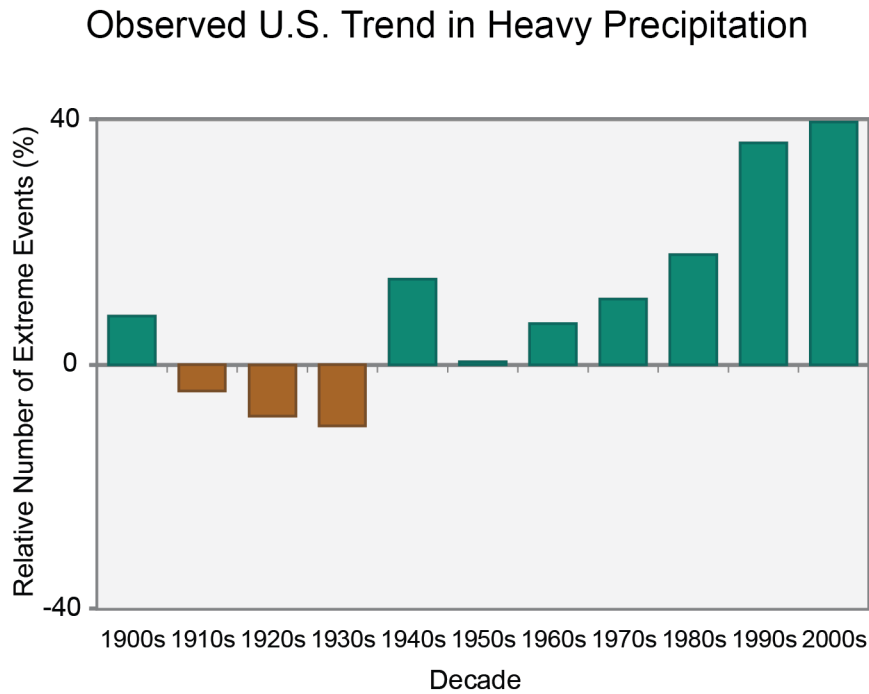 Observed U.S. Trend in Heavy Precipitation
Relative Number of Extreme Events (%)
40
0
-40
1900s 1910s 1920s 1930s 1940s 1950s 1960s 1970s 1980s 1990s 2000s
Decade